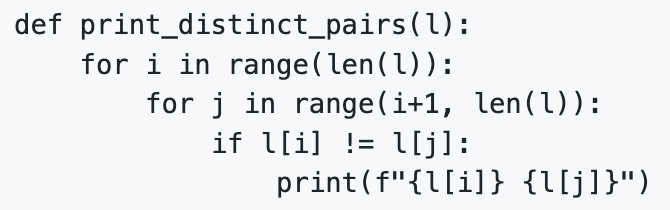 def print_distinct_pairs(l):
    for i in range(len(l)):
        for j in range(i+1, len(l)):
            if l[i] != l[j]:
                print(f"{l[i]} {l[j]}")